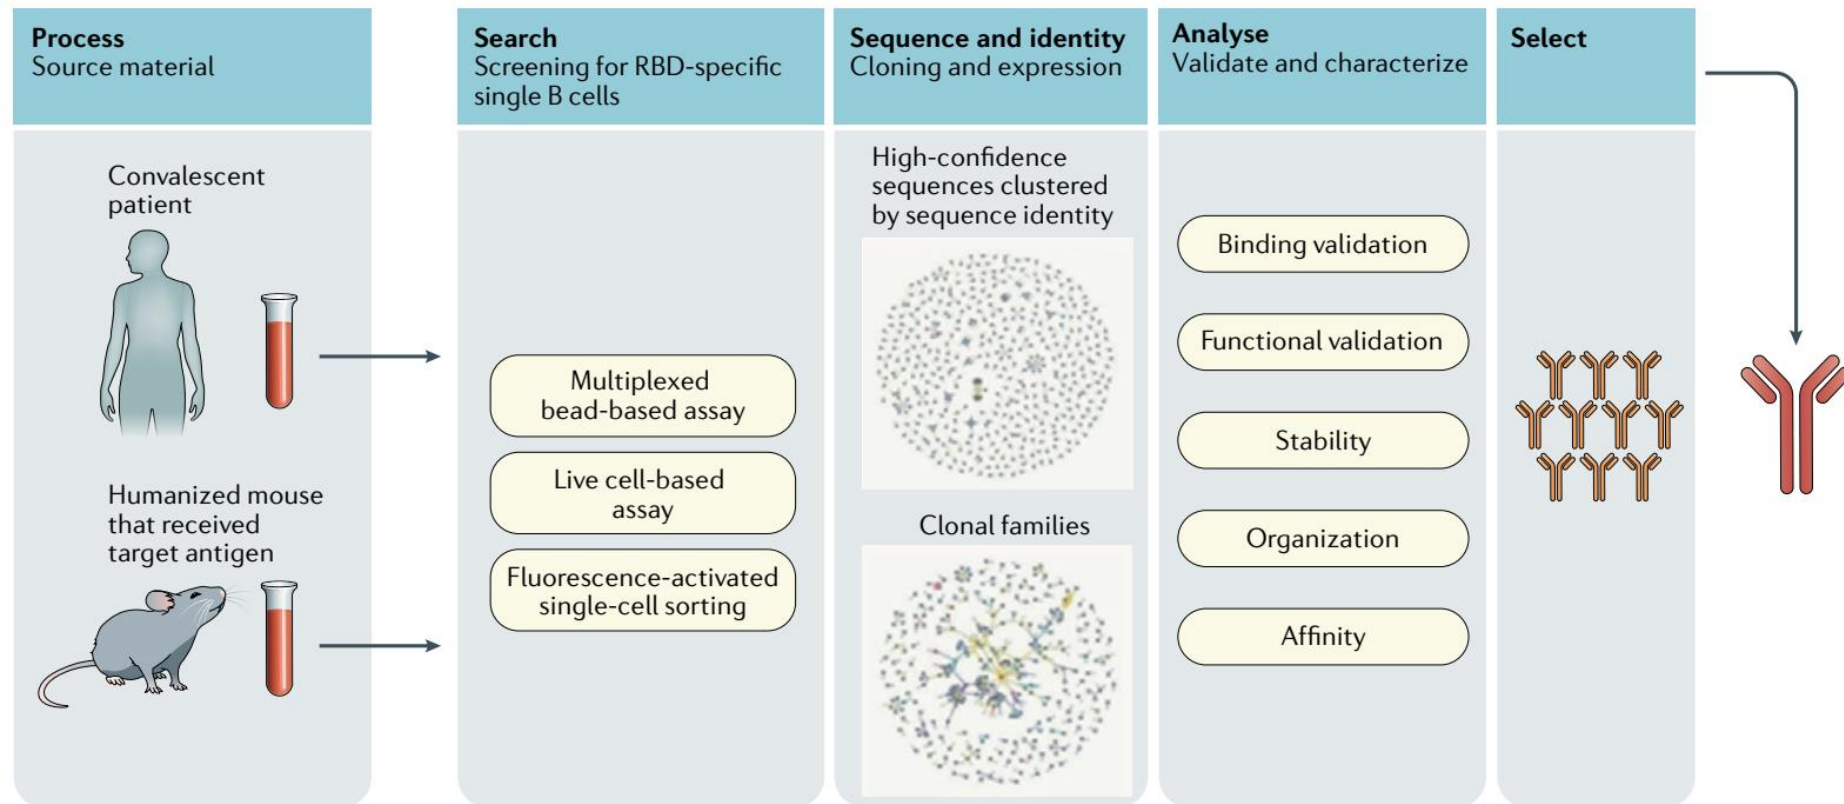 Process
Source material
Convalescent
patient
Humanized mouse
that received
target antigen
Search
Screening for RBD-specific
single B cells
Multiplexed
bead-based assay
Live cell-based
assay
Fluorescence-activated
single-cell sorting
Sequence and identity
Cloning and expression
High-confidence
sequences clustered
by sequence identity
Clonal families
Analyse
Validate and characterize
Binding validation
Functional validation
Stability
Organization
Affinity
Select